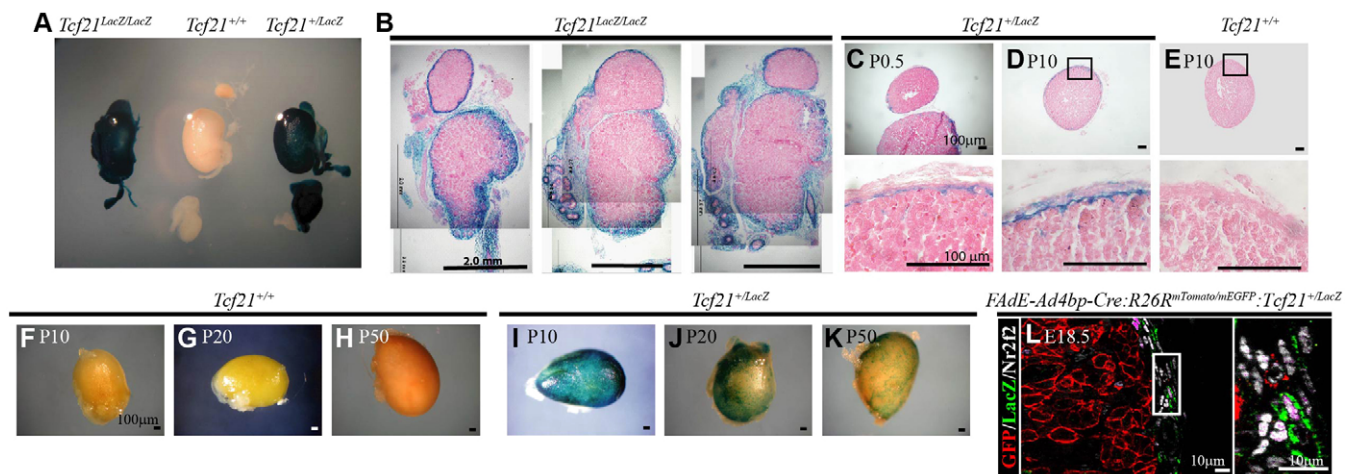 A Tcf21LacZ/LacZ Tcf21+/+ Tcf21+/LacZ
B Tcf21LacZ/LacZ
2.0 mm
Tcf21+/LacZ
C P0.5
100μm
D P10
100 μm
Tcf21+/+
E P10
Tcf21+/+
F P10
100μm
G P20
H P50
Tcf21+/LacZ
I P10
J P20
K P50
FAdE-Ad4bp-Cre:R26RmTomato/mEGFP:Tcf21+/LacZ
GFP/LacZ/Nr2f2
L E18.5
10μm
10μm